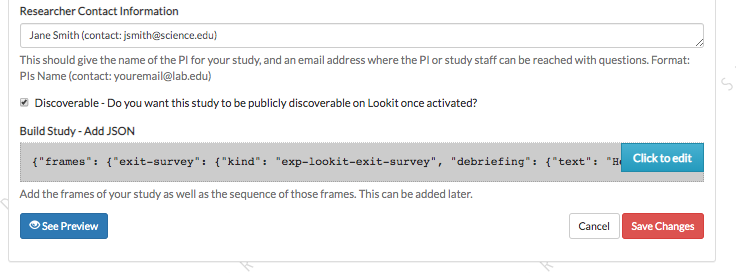 Researcher Contact Information
Jane Smith (contact: jsmith@science.edu)
This should give the name of the PI for your study, and an email address where the PI or study staff can be reached with questions. Format:
PIs Name (contact: youremail@lab.edu)
Discoverable - Do you want this study to be publicly discoverable on Lookit once activated?
Build Study - Add JSON
{"frames": {"exit-survey": {"kind": "exp-lookit-exit-survey", "debriefing": {"text": "H
Click to edit
Add the frames of your study as well as the sequence of those frames. This can be added later.
See Preview
Cancel
Save Changes